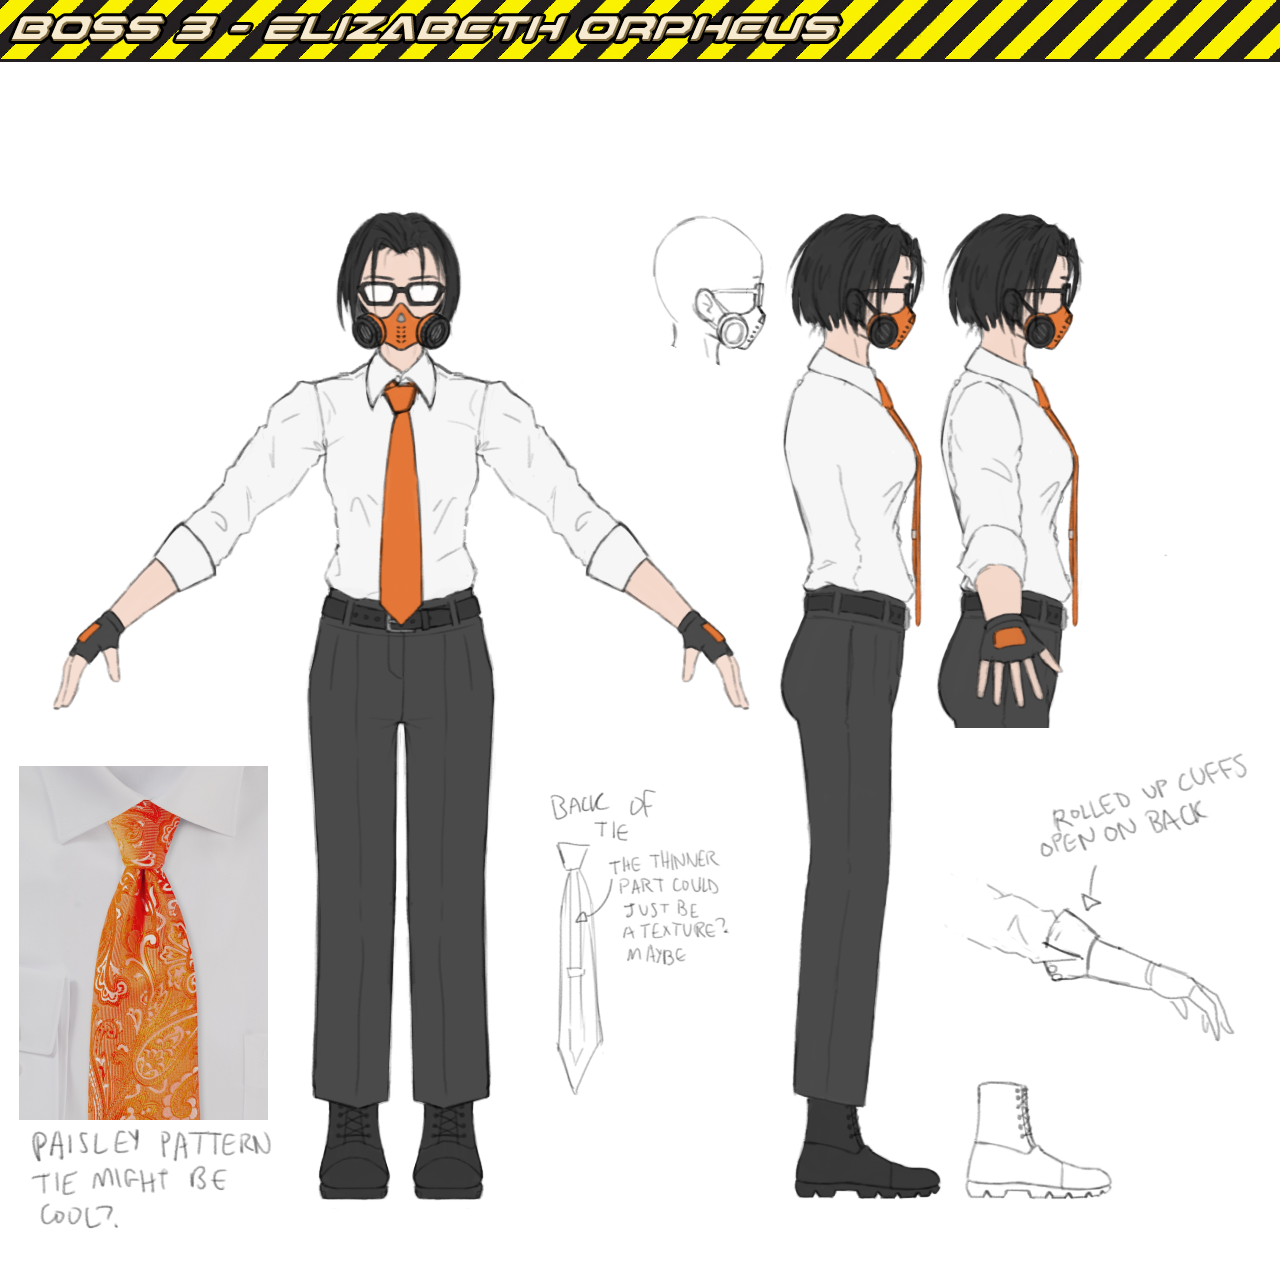 BOSS 3 - ELIZABETH ORPHEUS
BACK OF
TIE
THE THINNER
PART COULD
JUST BE
A TEXTURE?
MAYBE
ROLLED UP CUFFS
OPEN ON BACK
PAISLEY PATTERN
TIE MIGHT BE
COOL?